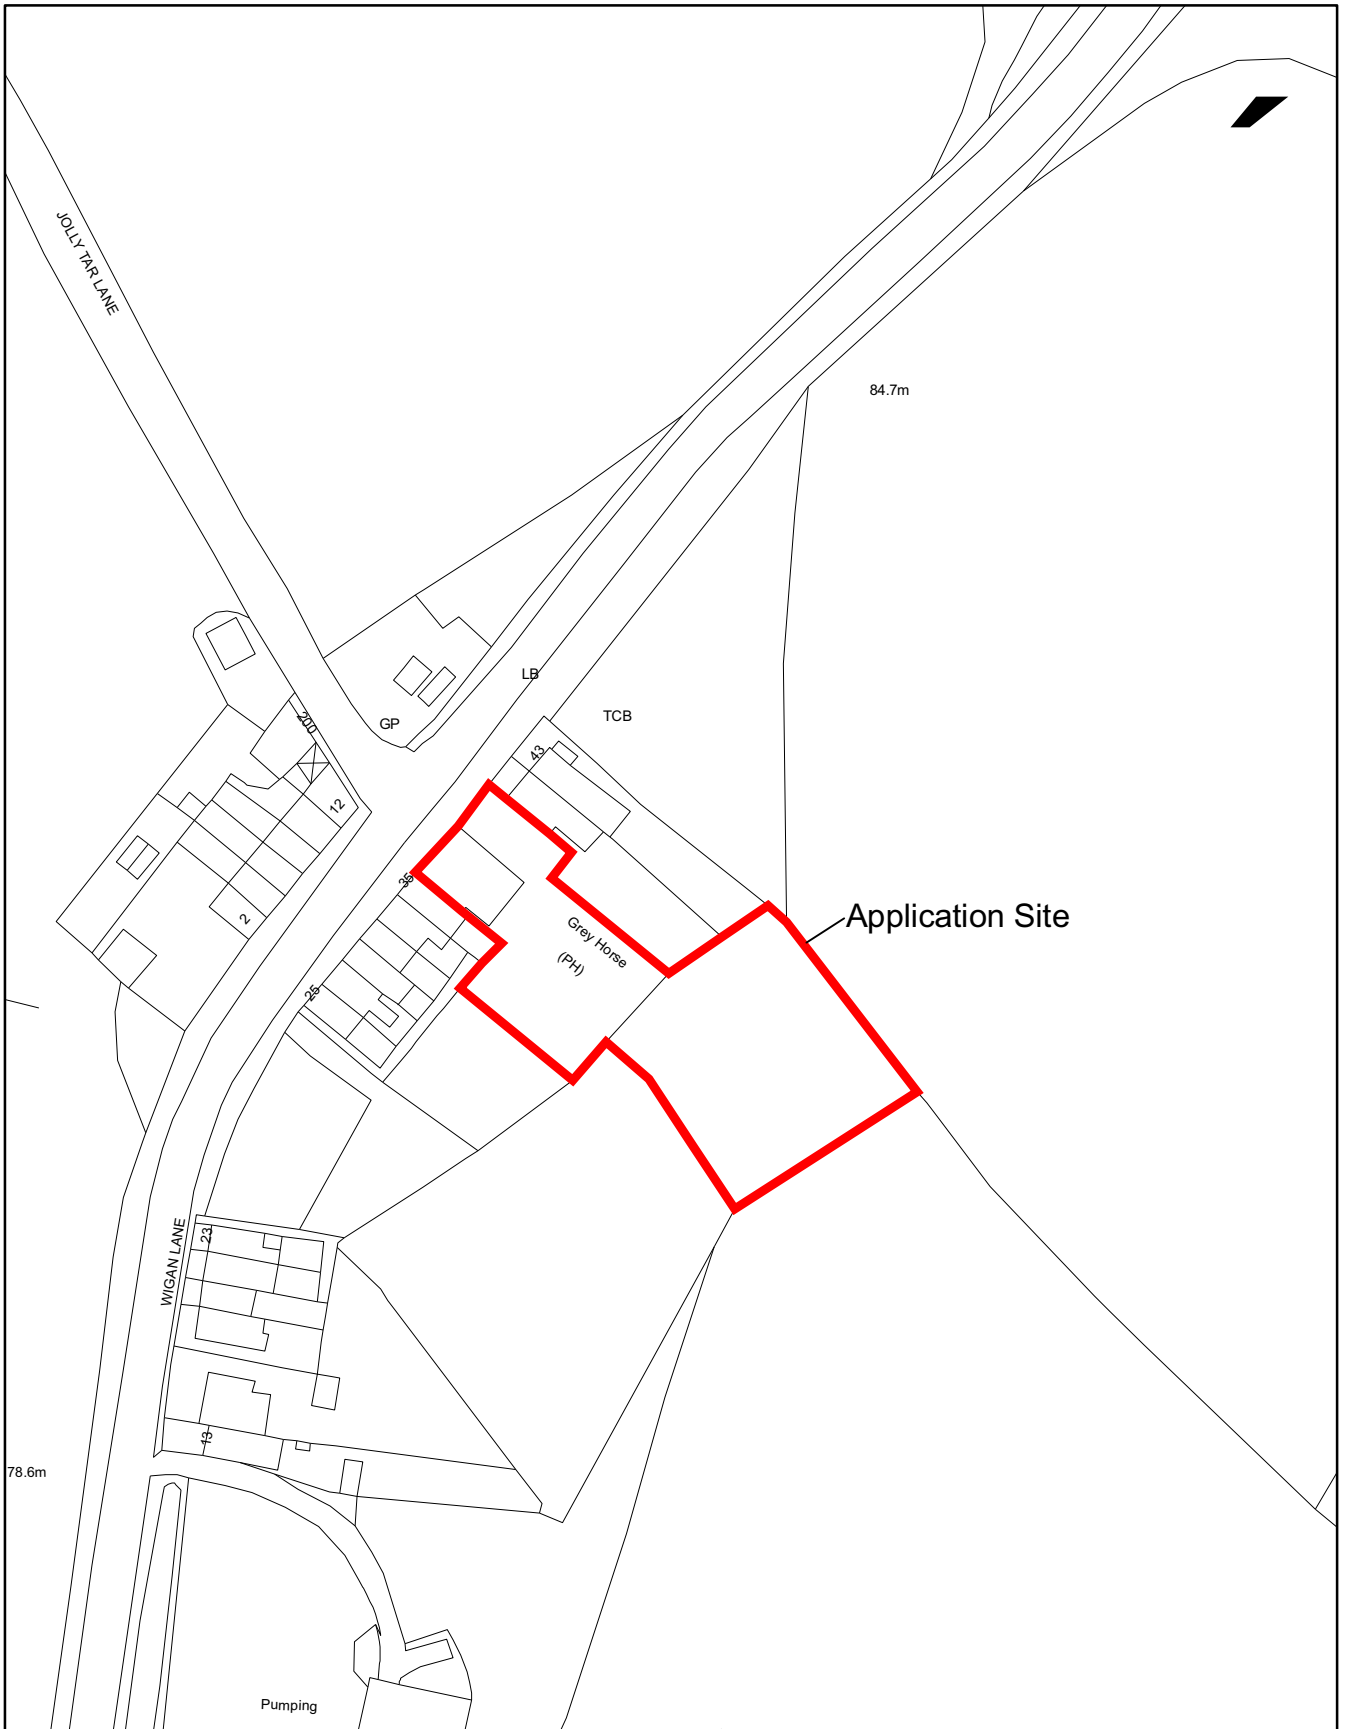 JOLLY TAR LANE
84.7m
LB
TCB
GP
200
43
12
35
2
Application Site
Grey Horse
(PH)
25
23
WIGAN LANE
13
78.6m
Pumping